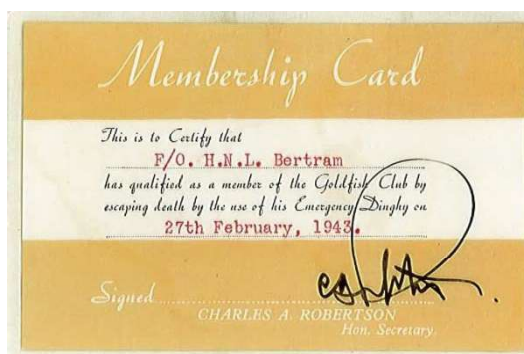 Membership Card
This is to Certify that
F/O. H.N.L. Bertram
has qualified as a member of the Goldfish Club by
escaping death by the use of his Emergency Dinghy on
27th February, 1943.
Signed
CHARLES A. ROBERTSON
Hon. Secretary.